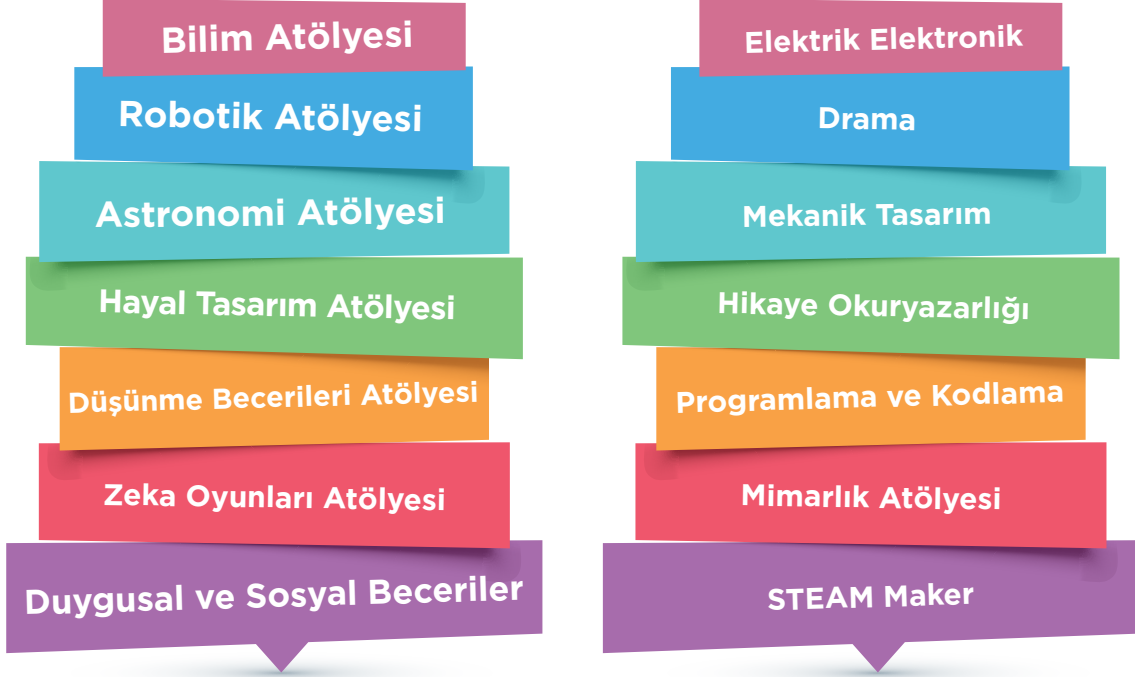 Bilim Atölyesi
Robotik Atölyesi
Astronomi Atölyesi
Hayal Tasarım Atölyesi
Düşünme Becerileri Atölyesi
Zeka Oyunları Atölyesi
Duygusal ve Sosyal Beceriler
Elektrik Elektronik
Drama
Mekanik Tasarım
Hikaye Okuryazarlığı
Programlama ve Kodlama
Mimarlık Atölyesi
STEAM Maker